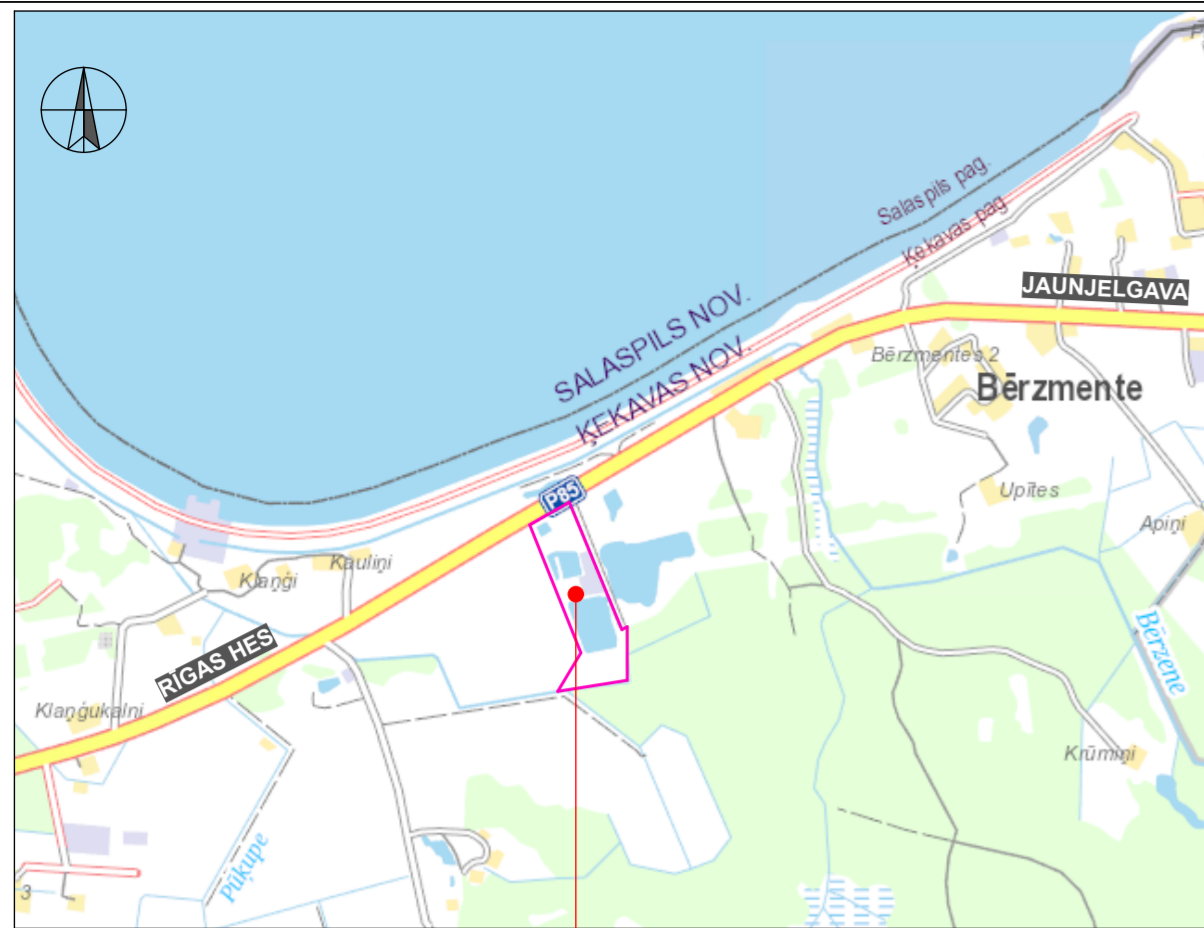 Salaspils pag.
Ķekavas pag
JAUNJELGAVA
SALASPILS NOV.
ĶEKAVAS NOV.
Bērzmentes 2
Bērzmente
P85
Upītes
Apiņi
Kauliņi
Klaņģi
Bērzene
RĪGAS HES
Klaņģukalni
Krūmiņi
Pūķupe
3